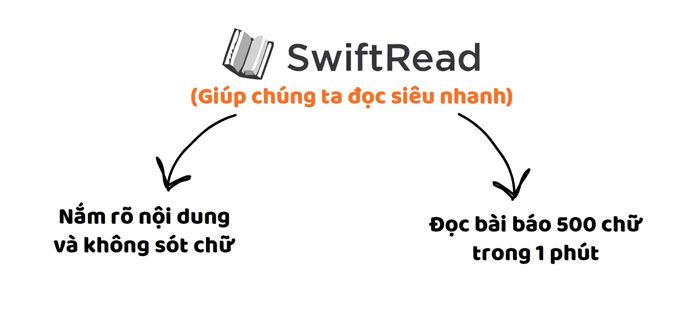 SwiftRead
(Giúp chúng ta đọc siêu nhanh)
Nắm rõ nội dung
và không sót chữ
Đọc bài báo 500 chữ
trong 1 phút